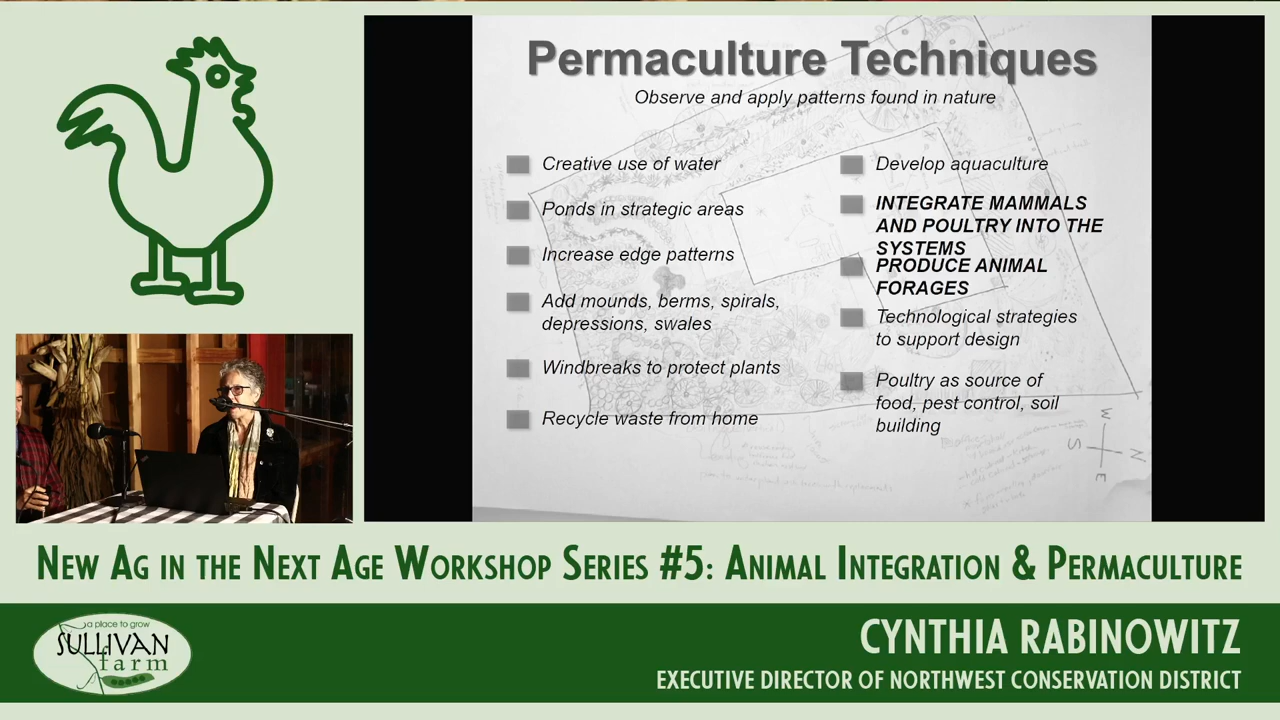 Permaculture Techniques
Observe and apply patterns found in nature
Creative use of water
Ponds in strategic areas
Increase edge patterns
Add mounds, berms, spirals,
depressions, swales
Windbreaks to protect plants
Recycle waste from home
Develop aquaculture
INTEGRATE MAMMALS
AND POULTRY INTO THE
SYSTEMS
PRODUCE ANIMAL
FORAGES
Technological strategies
to support design
Poultry as source of
food, pest control, soil
building
W
S
N
E
NEW AG IN THE NEXT AGE WORKSHOP SERIES #5: ANIMAL INTEGRATION & PERMACULTURE
a place to grow
SULLIVAN
farm
CYNTHIA RABINOWITZ
EXECUTIVE DIRECTOR OF NORTHWEST CONSERVATION DISTRICT